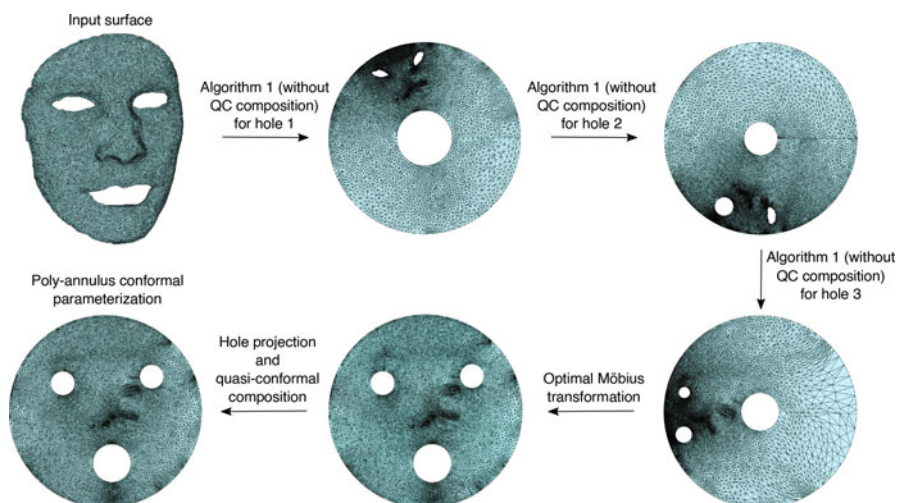 Input surface
Algorithm 1 (without
QC composition)
for hole 1
Algorithm 1 (without
QC composition)
for hole 2
Algorithm 1 (without
QC composition)
for hole 3
Optimal Möbius
transformation
Hole projection
and
quasi-conformal
composition
Poly-annulus conformal
parameterization